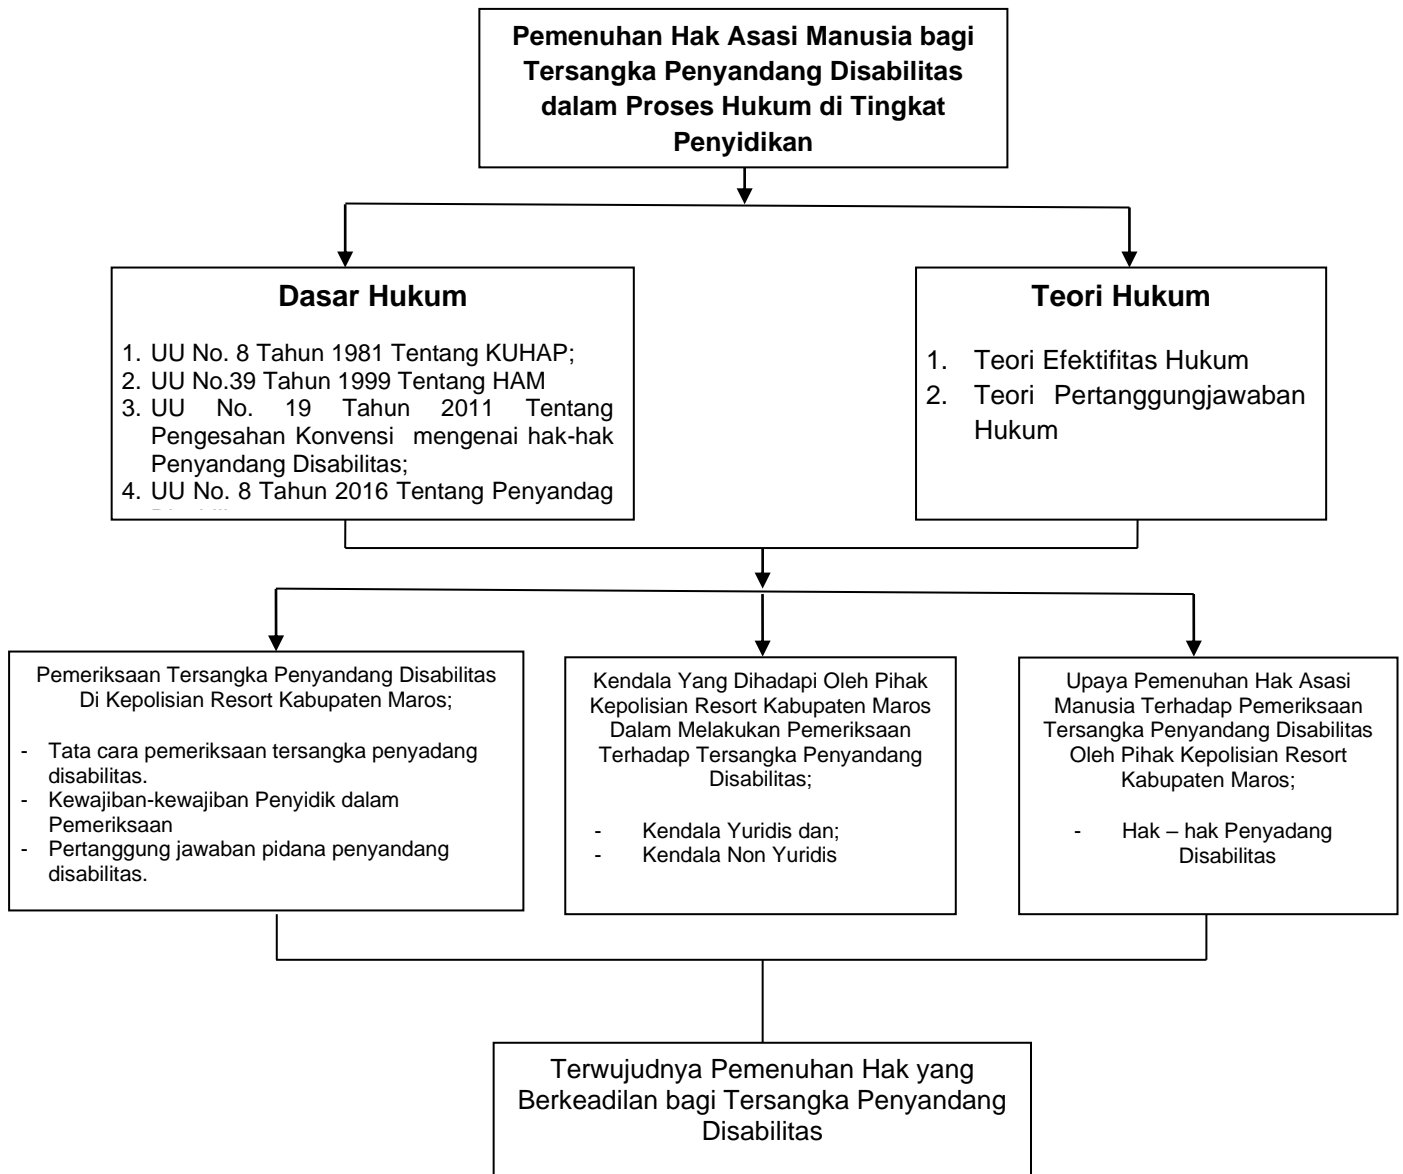 Pemenuhan Hak Asasi Manusia bagi
Tersangka Penyandang Disabilitas
dalam Proses Hukum di Tingkat
Penyidikan
Dasar Hukum
1. UU No. 8 Tahun 1981 Tentang KUHAP;
2. UU No.39 Tahun 1999 Tentang HAM
3. UU No. 19 Tahun 2011 Tentang
Pengesahan Konvensi mengenai hak-hak
Penyandang Disabilitas;
4. UU No. 8 Tahun 2016 Tentang Penyandag
Teori Hukum
1. Teori Efektifitas Hukum
2. Teori Pertanggungjawaban
Hukum
Pemeriksaan Tersangka Penyandang Disabilitas
Di Kepolisian Resort Kabupaten Maros;
- Tata cara pemeriksaan tersangka penyadang
disabilitas.
- Kewajiban-kewajiban Penyidik dalam
Pemeriksaan
- Pertanggung jawaban pidana penyandang
disabilitas.
Kendala Yang Dihadapi Oleh Pihak
Kepolisian Resort Kabupaten Maros
Dalam Melakukan Pemeriksaan
Terhadap Tersangka Penyandang
Disabilitas;
- Kendala Yuridis dan;
- Kendala Non Yuridis
Upaya Pemenuhan Hak Asasi
Manusia Terhadap Pemeriksaan
Tersangka Penyandang Disabilitas
Oleh Pihak Kepolisian Resort
Kabupaten Maros;
- Hak – hak Penyadang
Disabilitas
Terwujudnya Pemenuhan Hak yang
Berkeadilan bagi Tersangka Penyandang
Disabilitas